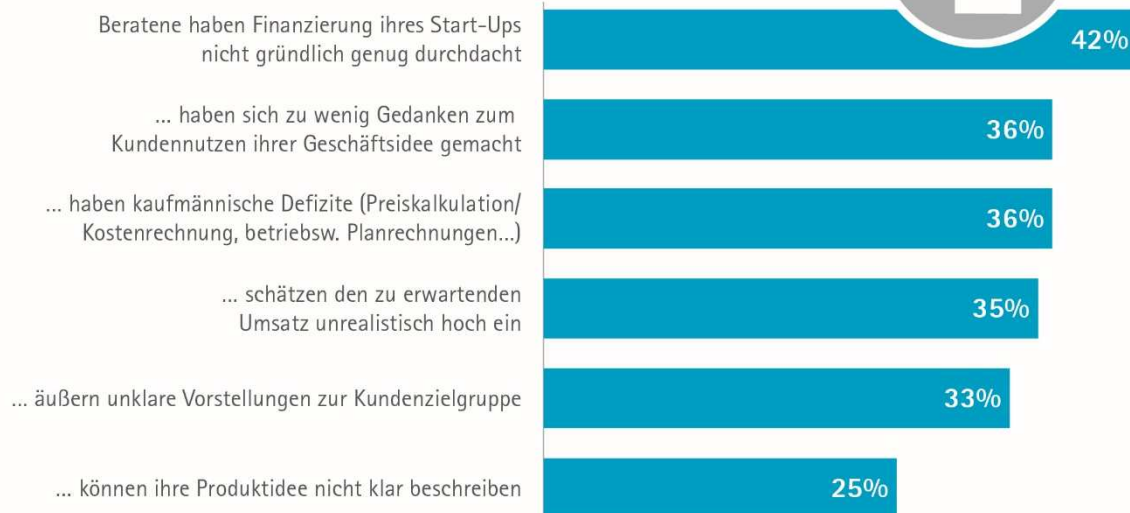 Beratene haben Finanzierung ihres Start-Ups
nicht gründlich genug durchdacht
42%
... haben sich zu wenig Gedanken zum
Kundennutzen ihrer Geschäftsidee gemacht
36%
... haben kaufmännische Defizite (Preiskalkulation/
Kostenrechnung, betriebsw. Planrechnungen...)
36%
... schätzen den zu erwartenden
Umsatz unrealistisch hoch ein
35%
... äußern unklare Vorstellungen zur Kundenzielgruppe
33%
... können ihre Produktidee nicht klar beschreiben
25%